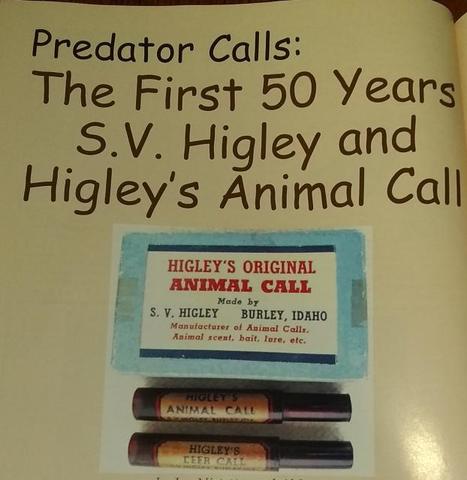 Predator Calls:
The First 50 Years
S.V. Higley and
Higley's Animal Call
HIGLEY'S ORIGINAL
ANIMAL CALL
Made by
S. V. HIGLEY BURLEY, IDAHO
Manufacturer of Animal Calls.
Animal scent, bait, lure, etc.
HIGLEY'S
ANIMAL CALL
HIGLEY'S
DEER CALL